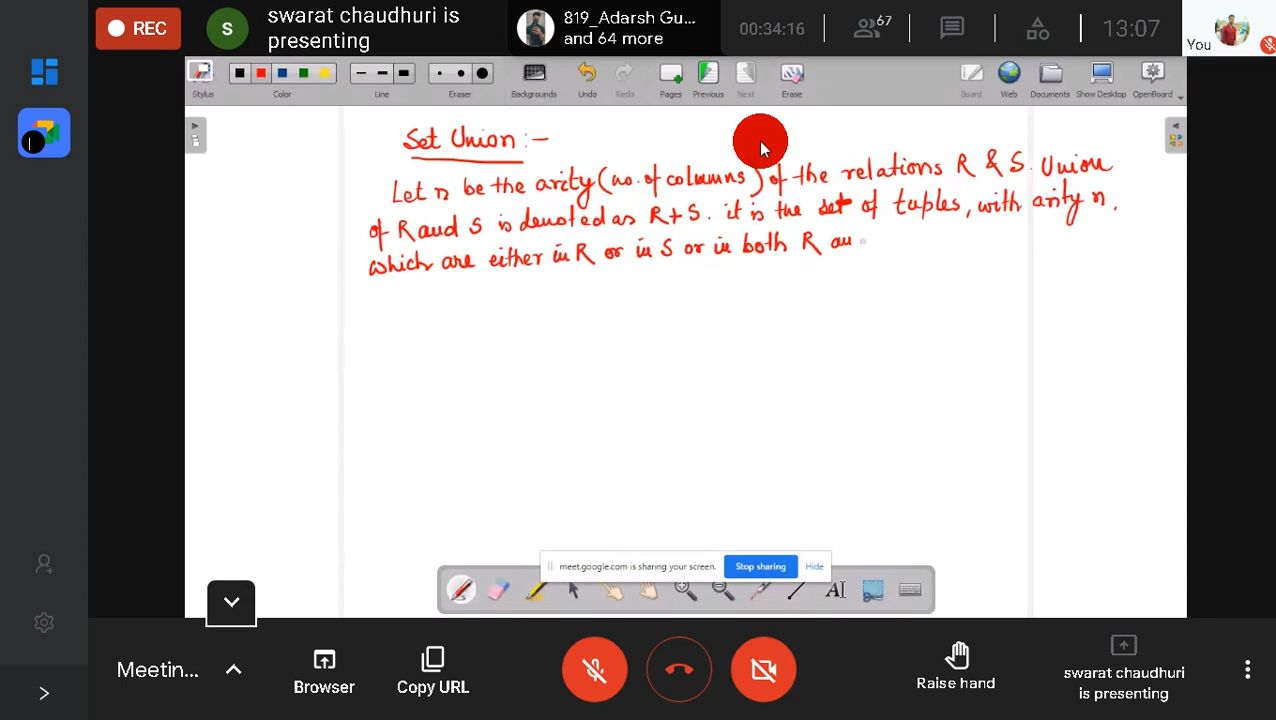 REC
S
swarat chaudhuri is
presenting
819_Adarsh Gu...
and 64 more
00:34:16
67
13:07
You
Stylus
Color
Line
Eraser
Backgrounds
Undo
Redo
Pages
Previous
Next
Erase
Board
Web
Documents
Show Desktop
OpenBoard
Set Union :-
Let n be the arity (no. of columns) of the relations R & S. Union
of R and S is denoted as R+S. it is the set of tuples, with arity n,
which are either in R or in S or in both R an
meet.google.com is sharing your screen.
Stop sharing
Hide
AI
Meetin...
Browser
Copy URL
Raise hand
swarat chaudhuri
is presenting